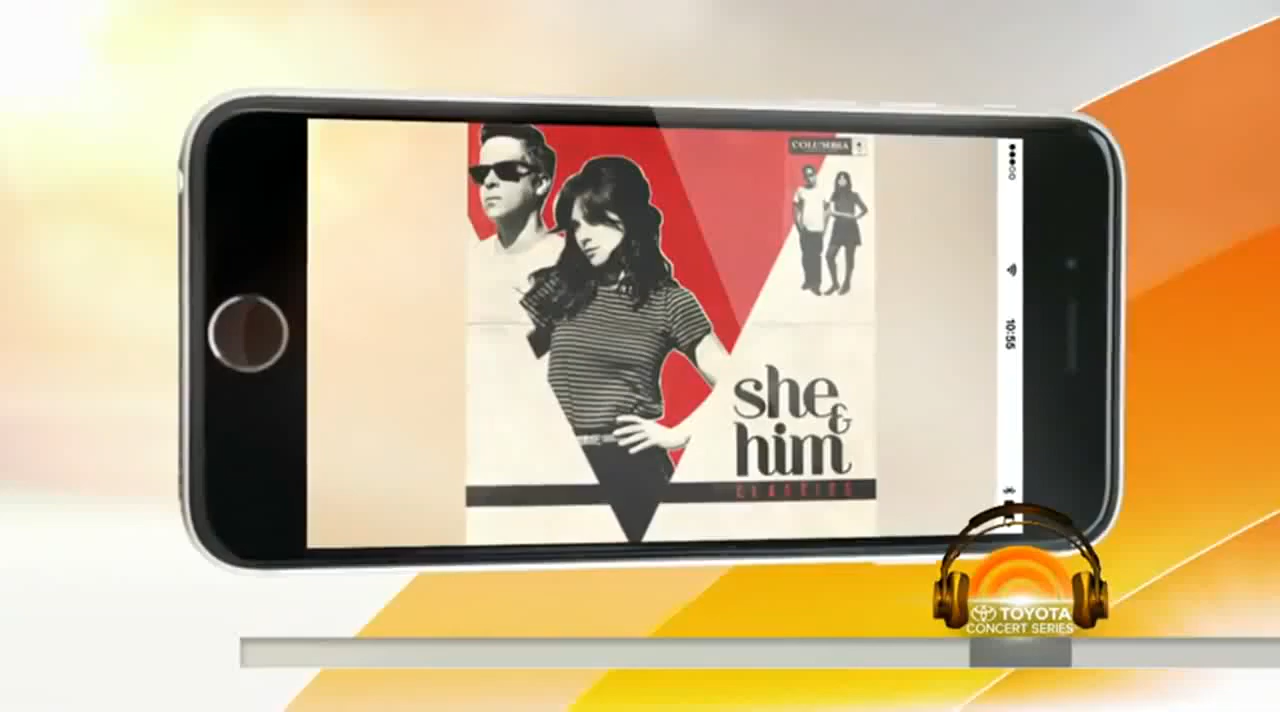 COLUMBIA
she
&
him
CLASSICS
10:55
TOYOTA
CONCERT SERIES